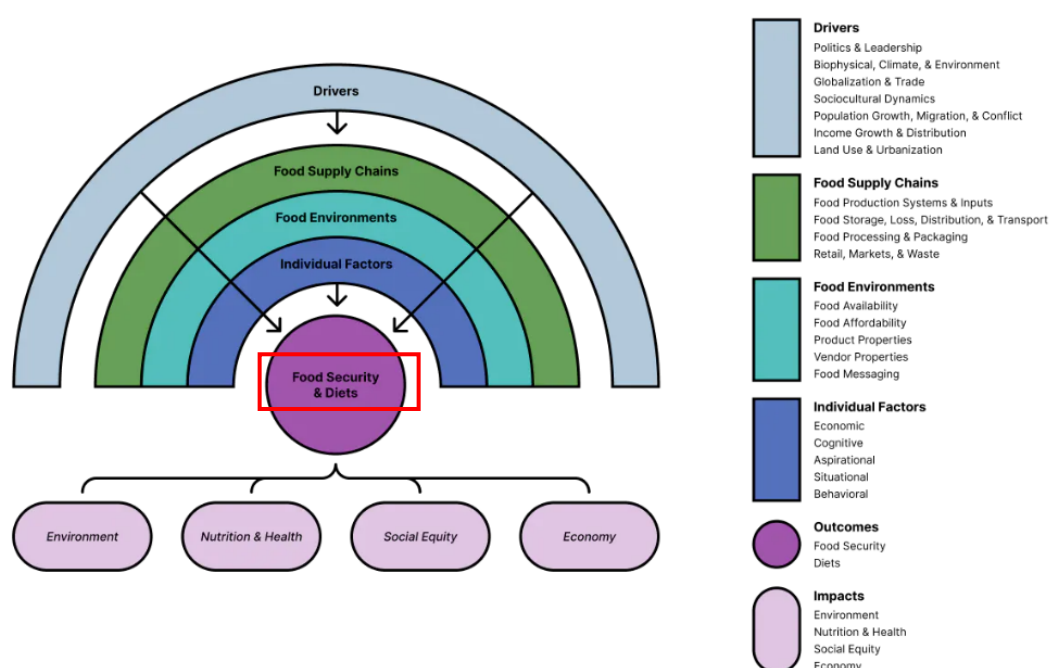 Drivers
Food Supply Chains
Food Environments
Individual Factors
Food Security
& Diets
Environment
Nutrition & Health
Social Equity
Economy
Drivers
Politics & Leadership
Biophysical, Climate, & Environment
Globalization & Trade
Sociocultural Dynamics
Population Growth, Migration, & Conflict
Income Growth & Distribution
Land Use & Urbanization
Food Supply Chains
Food Production Systems & Inputs
Food Storage, Loss, Distribution, & Transport
Food Processing & Packaging
Retail, Markets, & Waste
Food Environments
Food Availability
Food Affordability
Product Properties
Vendor Properties
Food Messaging
Individual Factors
Economic
Cognitive
Aspirational
Situational
Behavioral
Outcomes
Food Security
Diets
Impacts
Environment
Nutrition & Health
Social Equity
Economy